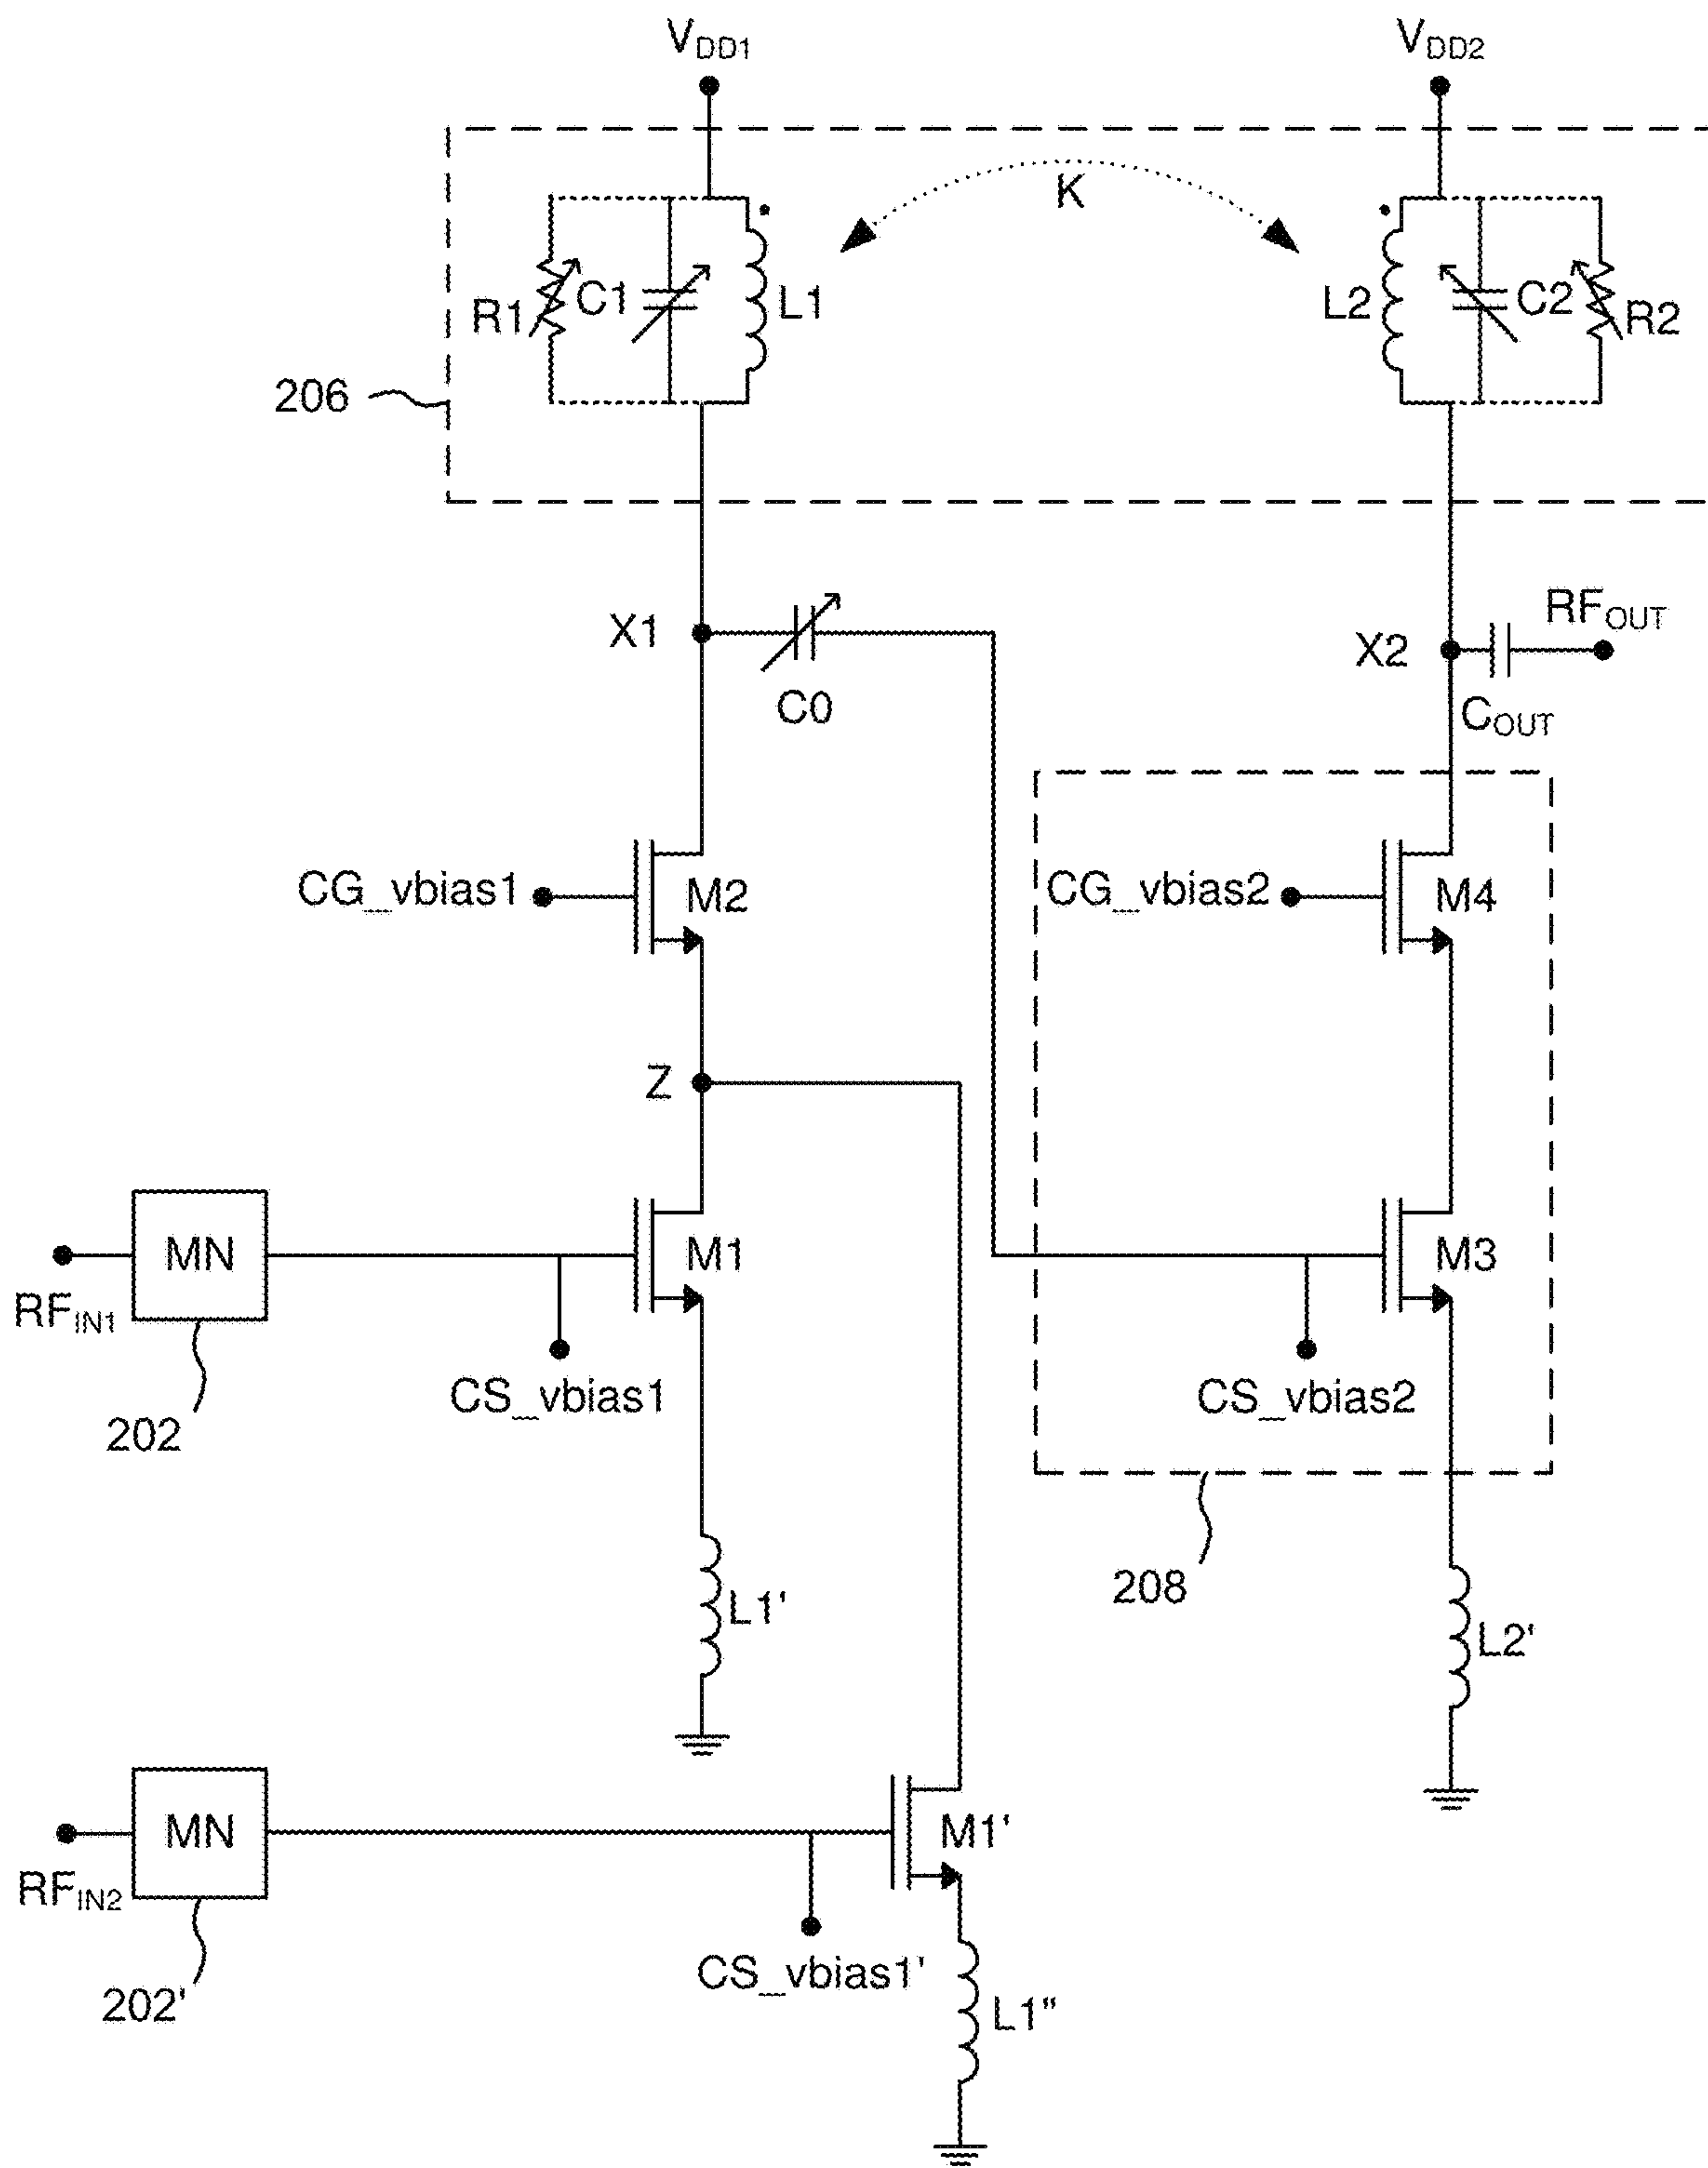 VDD1
VDD2
K
R1
C1
L1
L2
C2
R2
206
X1
C0
X2
RFOUT
COUT
CG_vbias1
M2
CG_vbias2
M4
Z
MN
M1
M3
RFIN1
CS_vbias1
CS_vbias2
202
208
L1'
L2'
MN
M1'
RFIN2
CS_vbias1'
202'
L1"